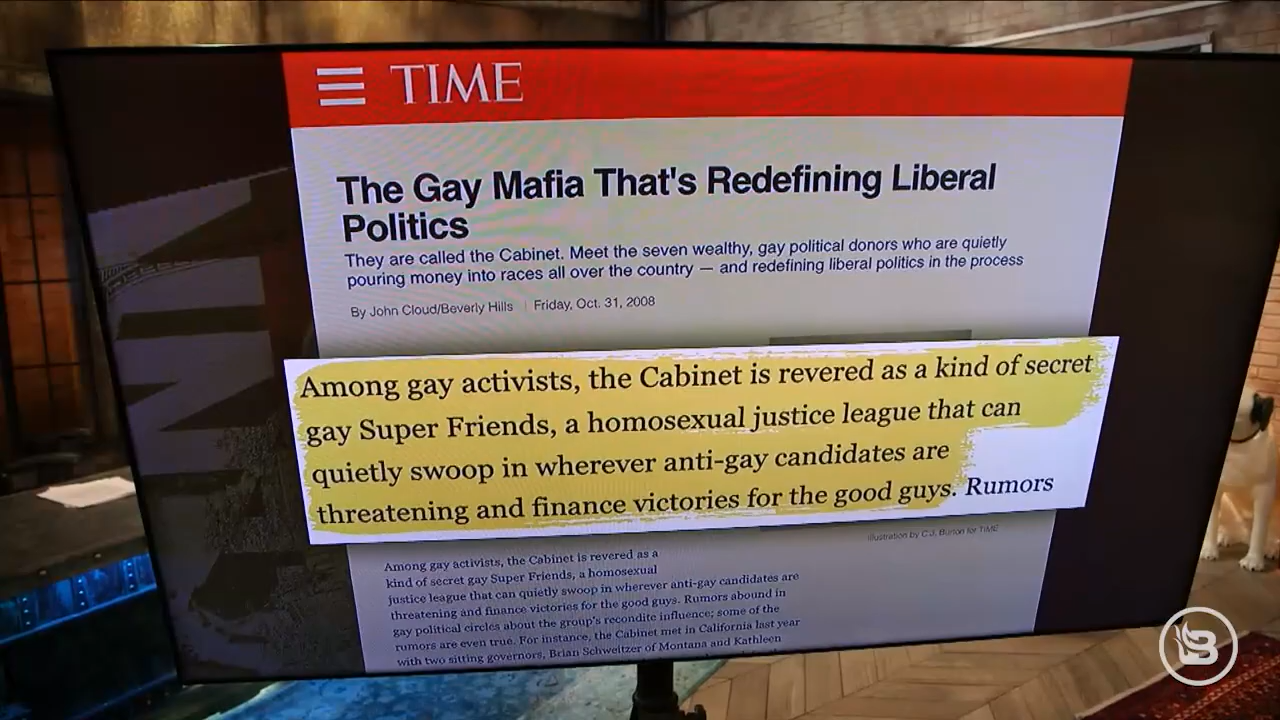 TIME
The Gay Mafia That's Redefining Liberal
Politics
They are called the Cabinet. Meet the seven wealthy, gay political donors who are quietly
pouring money into races all over the country — and redefining liberal politics in the process
By John Cloud/Beverly Hills | Friday, Oct. 31, 2008
Among gay activists, the Cabinet is revered as a kind of secret
gay Super Friends, a homosexual justice league that can
quietly swoop in wherever anti-gay candidates are
threatening and finance victories for the good guys. Rumors
Illustration by C.J. Burton for TIME
Among gay activists, the Cabinet is revered as a
kind of secret gay Super Friends, a homosexual
justice league that can quietly swoop in wherever anti-gay candidates are
threatening and finance victories for the good guys. Rumors abound in
gay political circles about the group's recondite influence; some of the
rumors are even true. For instance, the Cabinet met in California last year
with two sitting governors, Brian Schweitzer of Montana and Kathleen
B